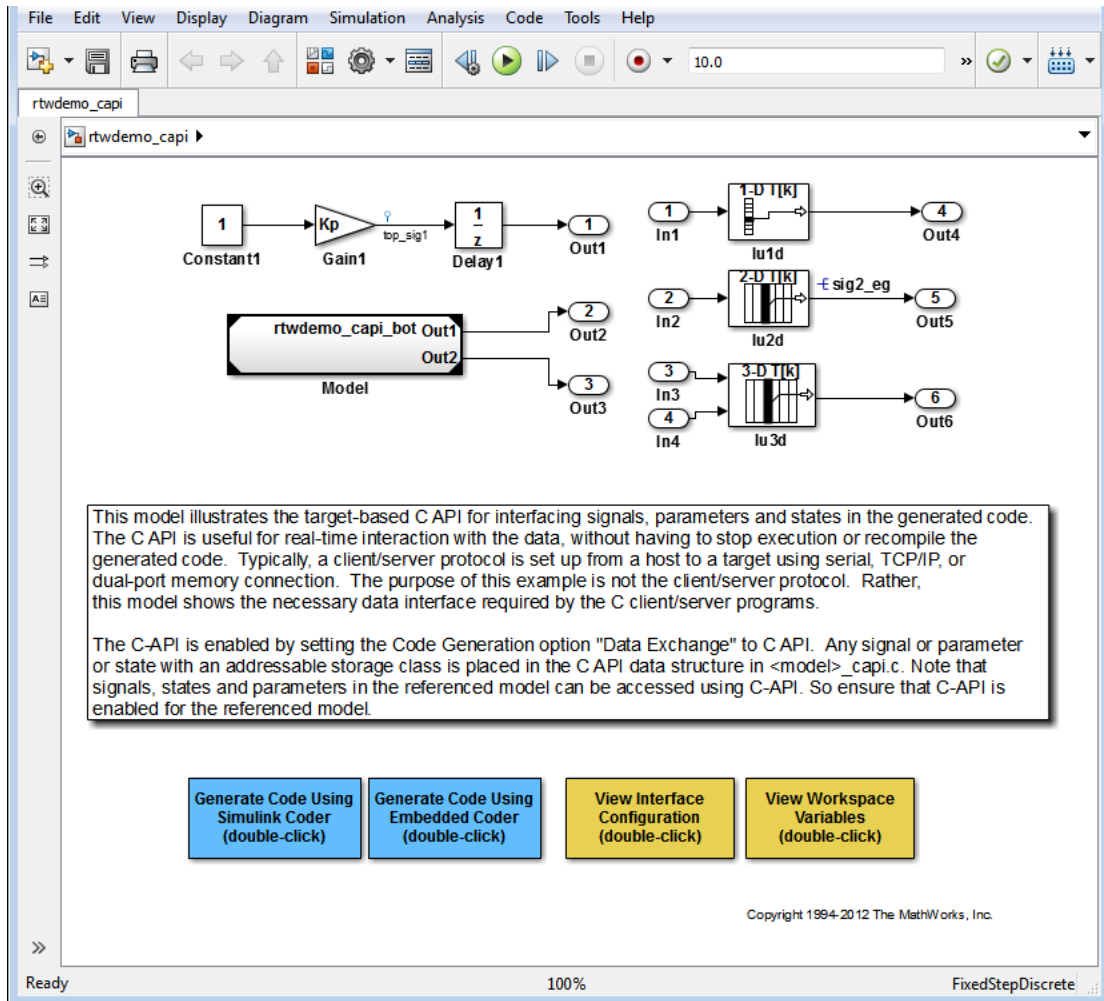 File Edit View Display Diagram Simulation Analysis Code Tools Help
10.0
rtwdemo_capi
rtwdemo_capi
1
Constant1
Kp
Gain1
top_sig1
1
z
Delay1
1
Out1
rtwdemo_capi_bot
Out1
Out2
Model
2
Out2
3
Out3
1
In1
1-D T[k]
lu1d
4
Out4
2
In2
2-D T[k]
lu2d
sig2_eg
5
Out5
3
In3
4
In4
3-D T[k]
lu3d
6
Out6
This model illustrates the target-based C API for interfacing signals, parameters and states in the generated code.
The C API is useful for real-time interaction with the data, without having to stop execution or recompile the
generated code. Typically, a client/server protocol is set up from a host to a target using serial, TCP/IP, or
dual-port memory connection. The purpose of this example is not the client/server protocol. Rather,
this model shows the necessary data interface required by the C client/server programs.
The C-API is enabled by setting the Code Generation option "Data Exchange" to C API. Any signal or parameter
or state with an addressable storage class is placed in the C API data structure in <model>_capi.c. Note that
signals, states and parameters in the referenced model can be accessed using C-API. So ensure that C-API is
enabled for the referenced model.
Generate Code Using
Simulink Coder
(double-click)
Generate Code Using
Embedded Coder
(double-click)
View Interface
Configuration
(double-click)
View Workspace
Variables
(double-click)
Copyright 1994-2012 The MathWorks, Inc.
Ready 100% FixedStepDiscrete